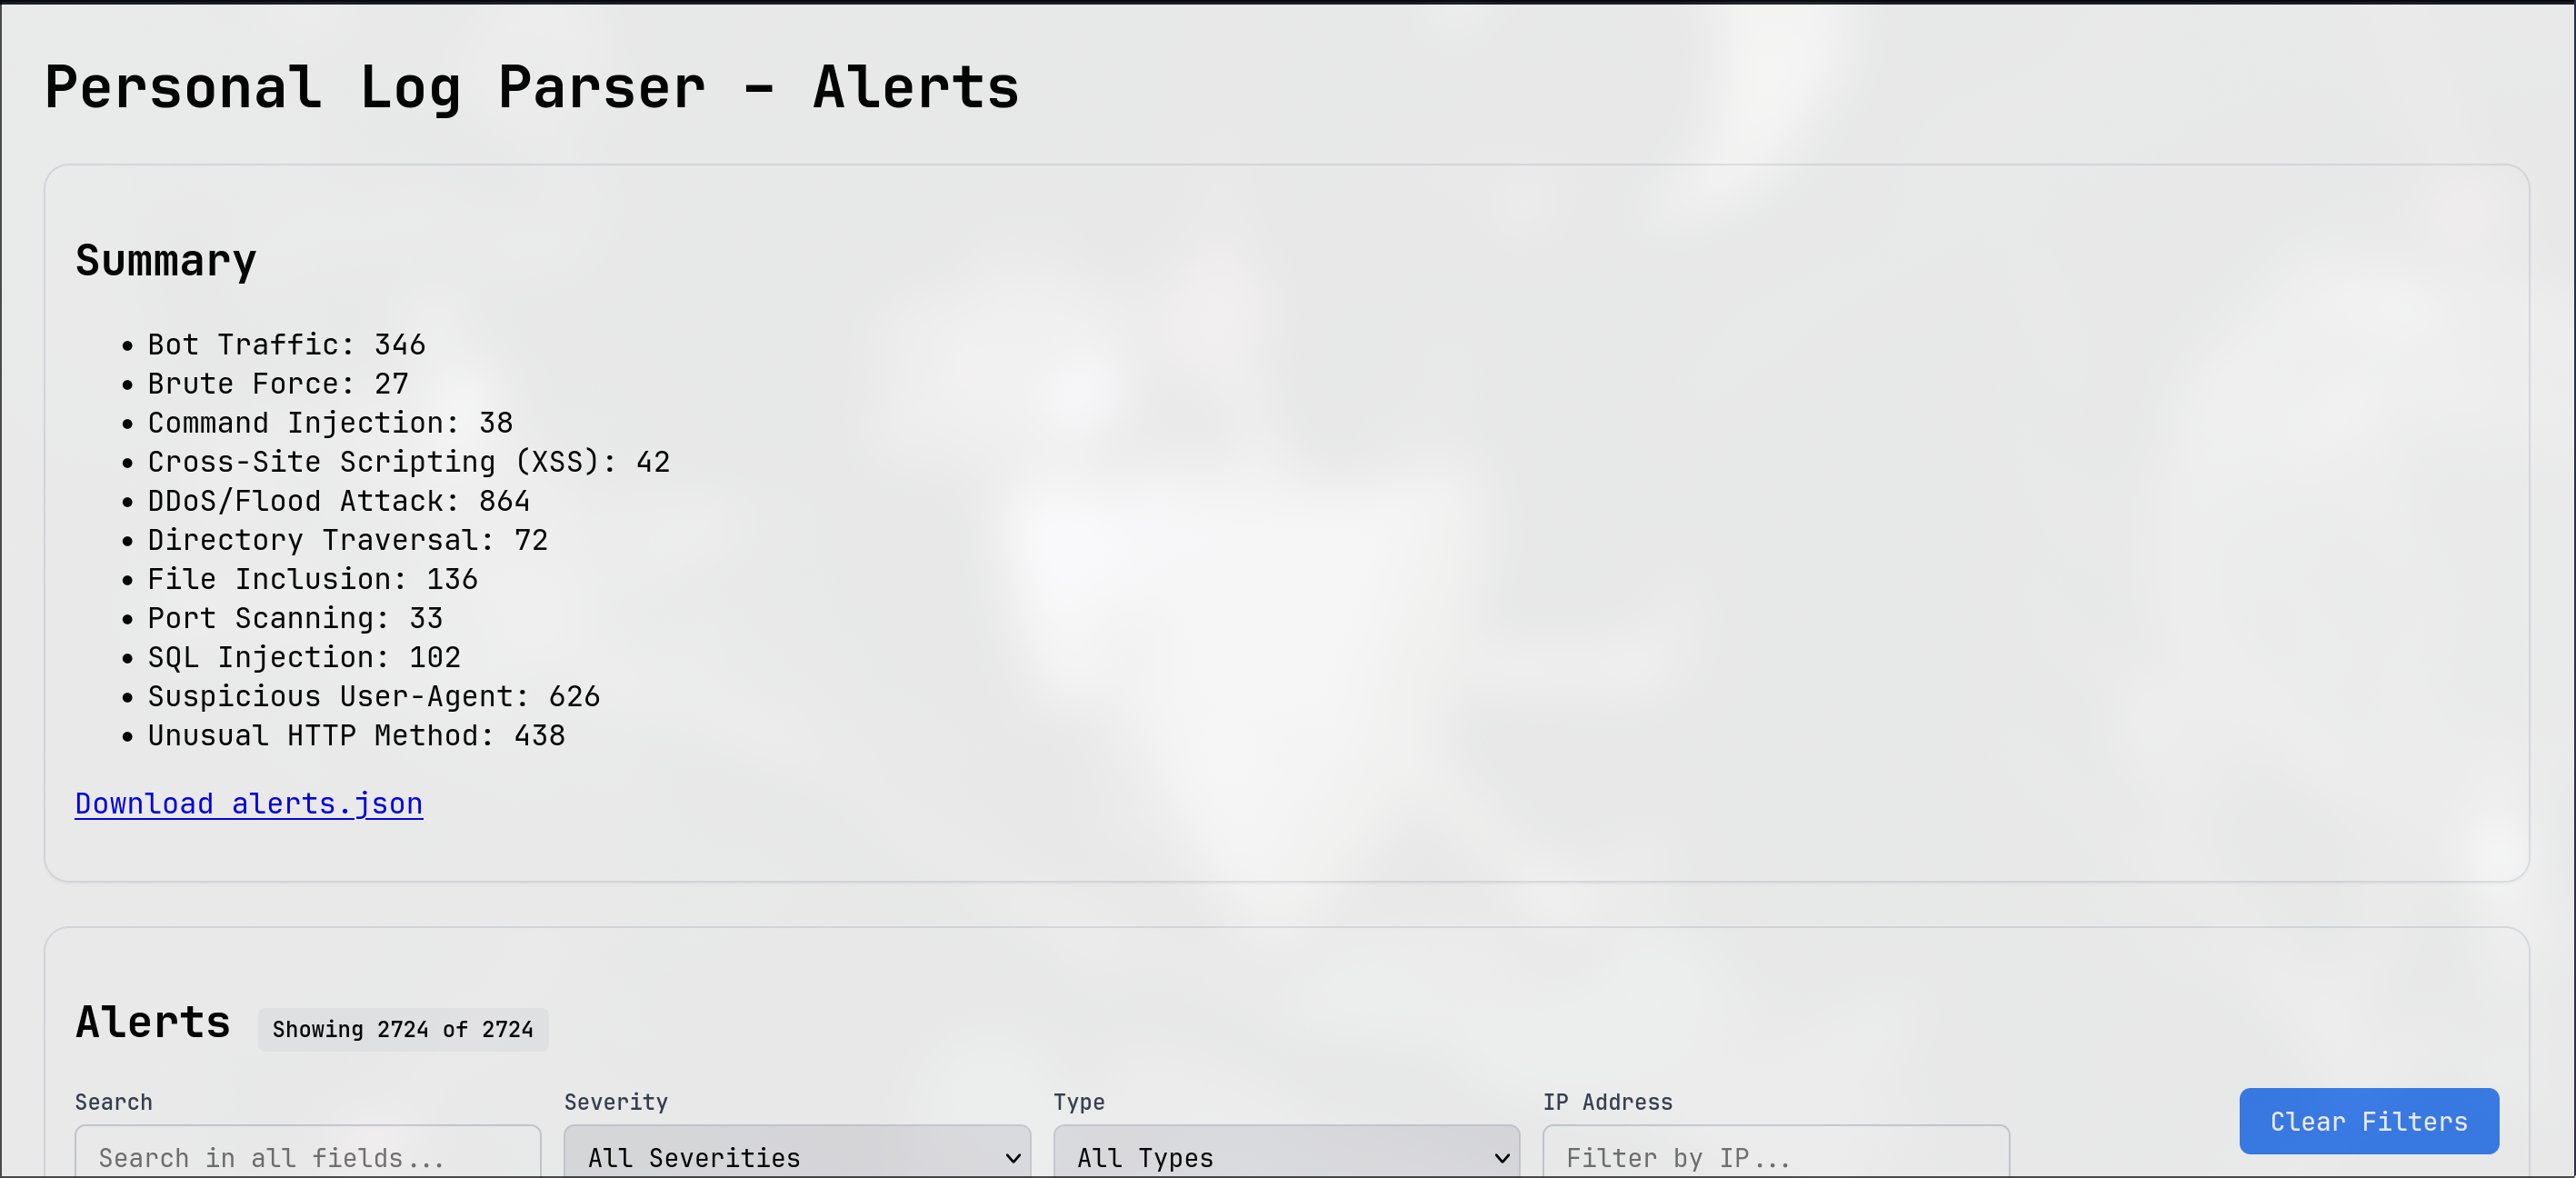 Personal Log Parser – Alerts
Summary
• Bot Traffic: 346
• Brute Force: 27
• Command Injection: 38
• Cross-Site Scripting (XSS): 42
• DDoS/Flood Attack: 864
• Directory Traversal: 72
• File Inclusion: 136
• Port Scanning: 33
• SQL Injection: 102
• Suspicious User-Agent: 626
• Unusual HTTP Method: 438
Download alerts.json
Alerts Showing 2724 of 2724
Search Severity Type IP Address
Search in all fields... All Severities All Types Filter by IP... Clear Filters